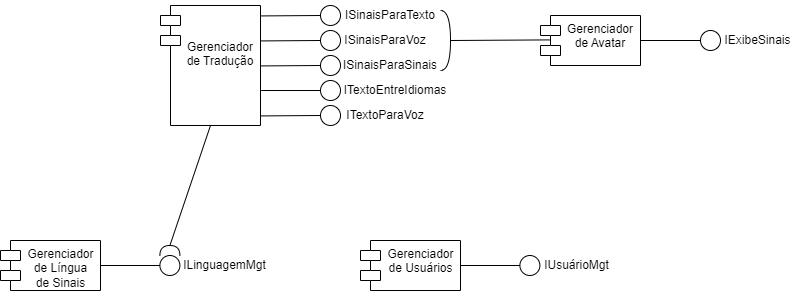 Gerenciador
de Tradução
ISinaisParaTexto
ISinaisParaVoz
ISinaisParaSinais
ITextoEntreIdiomas
ITextoParaVoz
Gerenciador
de Avatar
IExibeSinais
Gerenciador
de Língua
de Sinais
ILinguagemMgt
Gerenciador
de Usuários
IUsuárioMgt